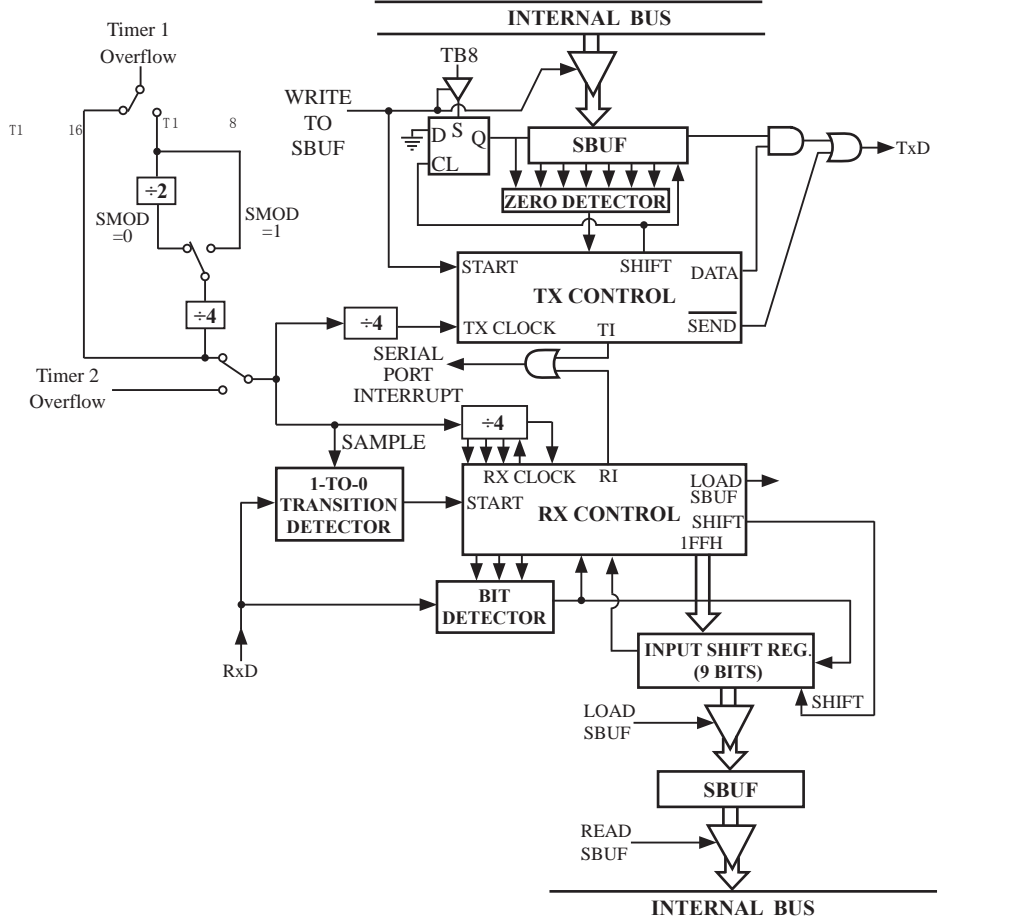 INTERNAL BUS
Timer 1
Overflow
TB8
WRITE
TO
SBUF
T1 16 T1 8
D S Q
CL
SBUF
TxD
÷2
ZERO DETECTOR
SMOD
=0
SMOD
=1
START
SHIFT
DATA
TX CONTROL
÷4
÷4
TX CLOCK
TI
SEND
SERIAL
PORT
INTERRUPT
Timer 2
Overflow
÷4
SAMPLE
1-TO-0
TRANSITION
DETECTOR
RX CLOCK
RI
LOAD
SBUF
START
RX CONTROL
SHIFT
1FFH
BIT
DETECTOR
RxD
INPUT SHIFT REG.
(9 BITS)
SHIFT
LOAD
SBUF
SBUF
READ
SBUF
INTERNAL BUS